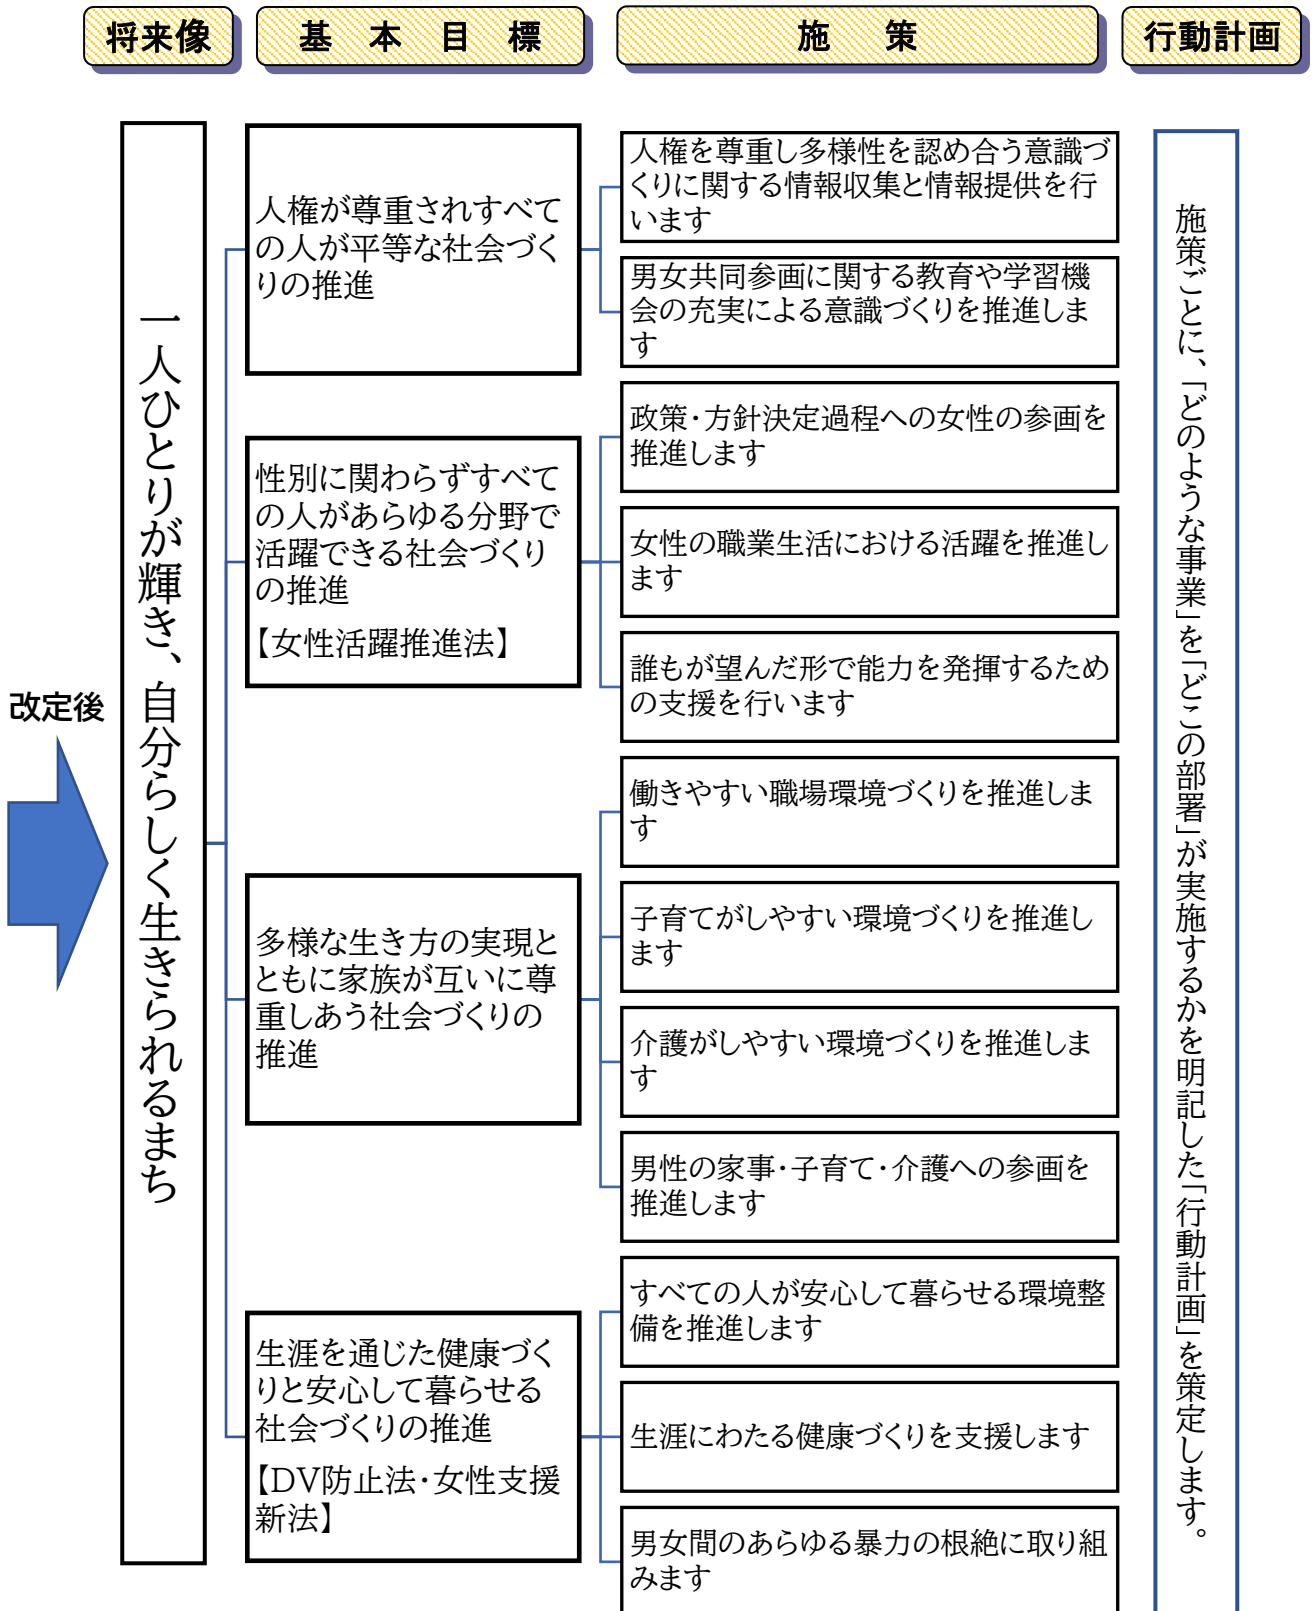 将来像
基本目標
施策
行動計画
改定後
一人ひとりが輝き、自分らしく生きられるまち
人権が尊重されすべて
の人が平等な社会づく
りの推進
人権を尊重し多様性を認め合う意識づ
くりに関する情報収集と情報提供を行
います
男女共同参画に関する教育や学習機
会の充実による意識づくりを推進しま
す
性別に関わらずすべて
の人があらゆる分野で
活躍できる社会づくり
の推進
【女性活躍推進法】
政策・方針決定過程への女性の参画を
推進します
女性の職業生活における活躍を推進し
ます
誰もが望んだ形で能力を発揮するため
の支援を行います
多様な生き方の実現と
ともに家族が互いに尊
重しあう社会づくりの
推進
働きやすい職場環境づくりを推進しま
す
子育てがしやすい環境づくりを推進し
ます
介護がしやすい環境づくりを推進しま
す
男性の家事・子育て・介護への参画を
推進します
生涯を通じた健康づく
りと安心して暮らせる
社会づくりの推進
【DV防止法・女性支援
新法】
すべての人が安心して暮らせる環境整
備を推進します
生涯にわたる健康づくりを支援します
男女間のあらゆる暴力の根絶に取り組
みます
施策ごとに、「どのような事業」を「どこの部署」が実施するかを明記した「行動計画」を策定します。